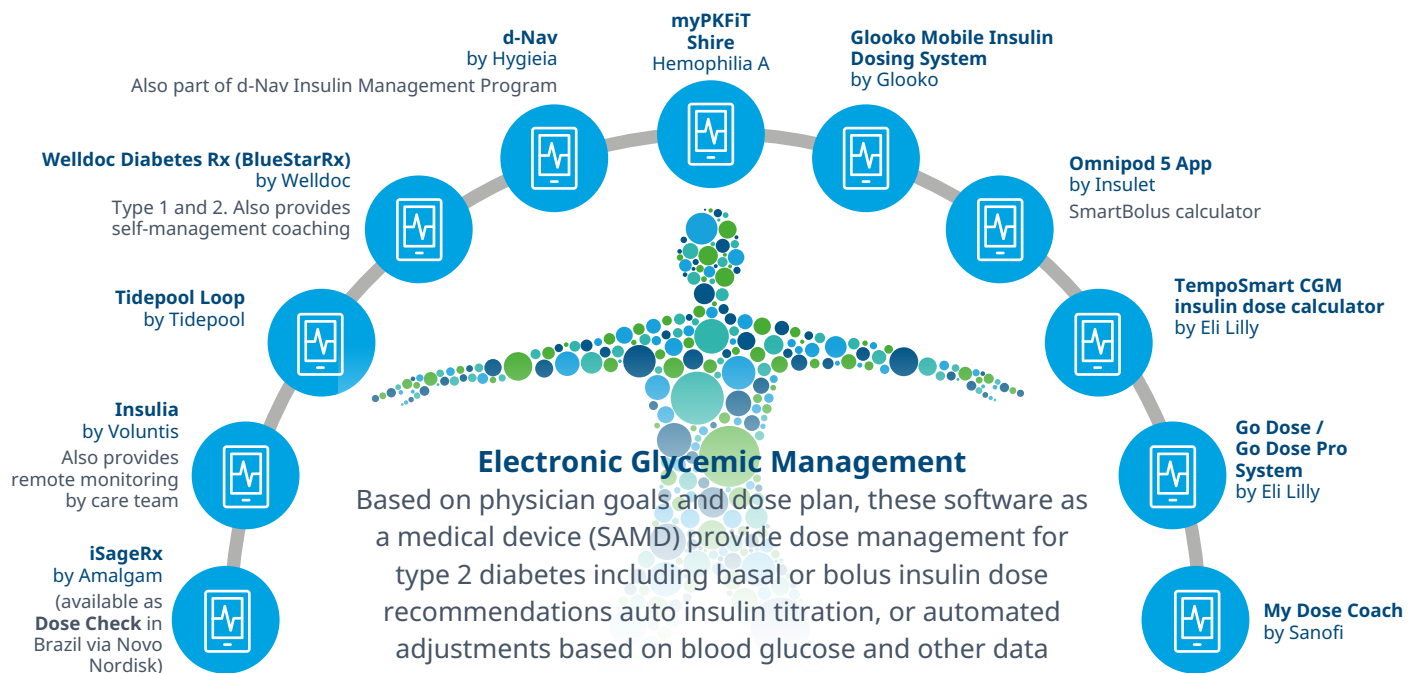 myPKFiT
Shire
Hemophilia A
d-Nav
by Hygieia
Also part of d-Nav Insulin Management Program
Glooko Mobile Insulin
Dosing System
by Glooko
Welldoc Diabetes Rx (BlueStarRx)
by Welldoc
Type 1 and 2. Also provides
self-management coaching
Omnipod 5 App
by Insulet
SmartBolus calculator
Tidepool Loop
by Tidepool
TempoSmart CGM
insulin dose calculator
by Eli Lilly
Insulia
by Voluntis
Also provides
remote monitoring
by care team
Go Dose /
Go Dose Pro
System
by Eli Lilly
iSageRx
by Amalgam
(available as
Dose Check in
Brazil via Novo
Nordisk)
My Dose Coach
by Sanofi
Electronic Glycemic Management
Based on physician goals and dose plan, these software as
a medical device (SAMD) provide dose management for
type 2 diabetes including basal or bolus insulin dose
recommendations auto insulin titration, or automated
adjustments based on blood glucose and other data